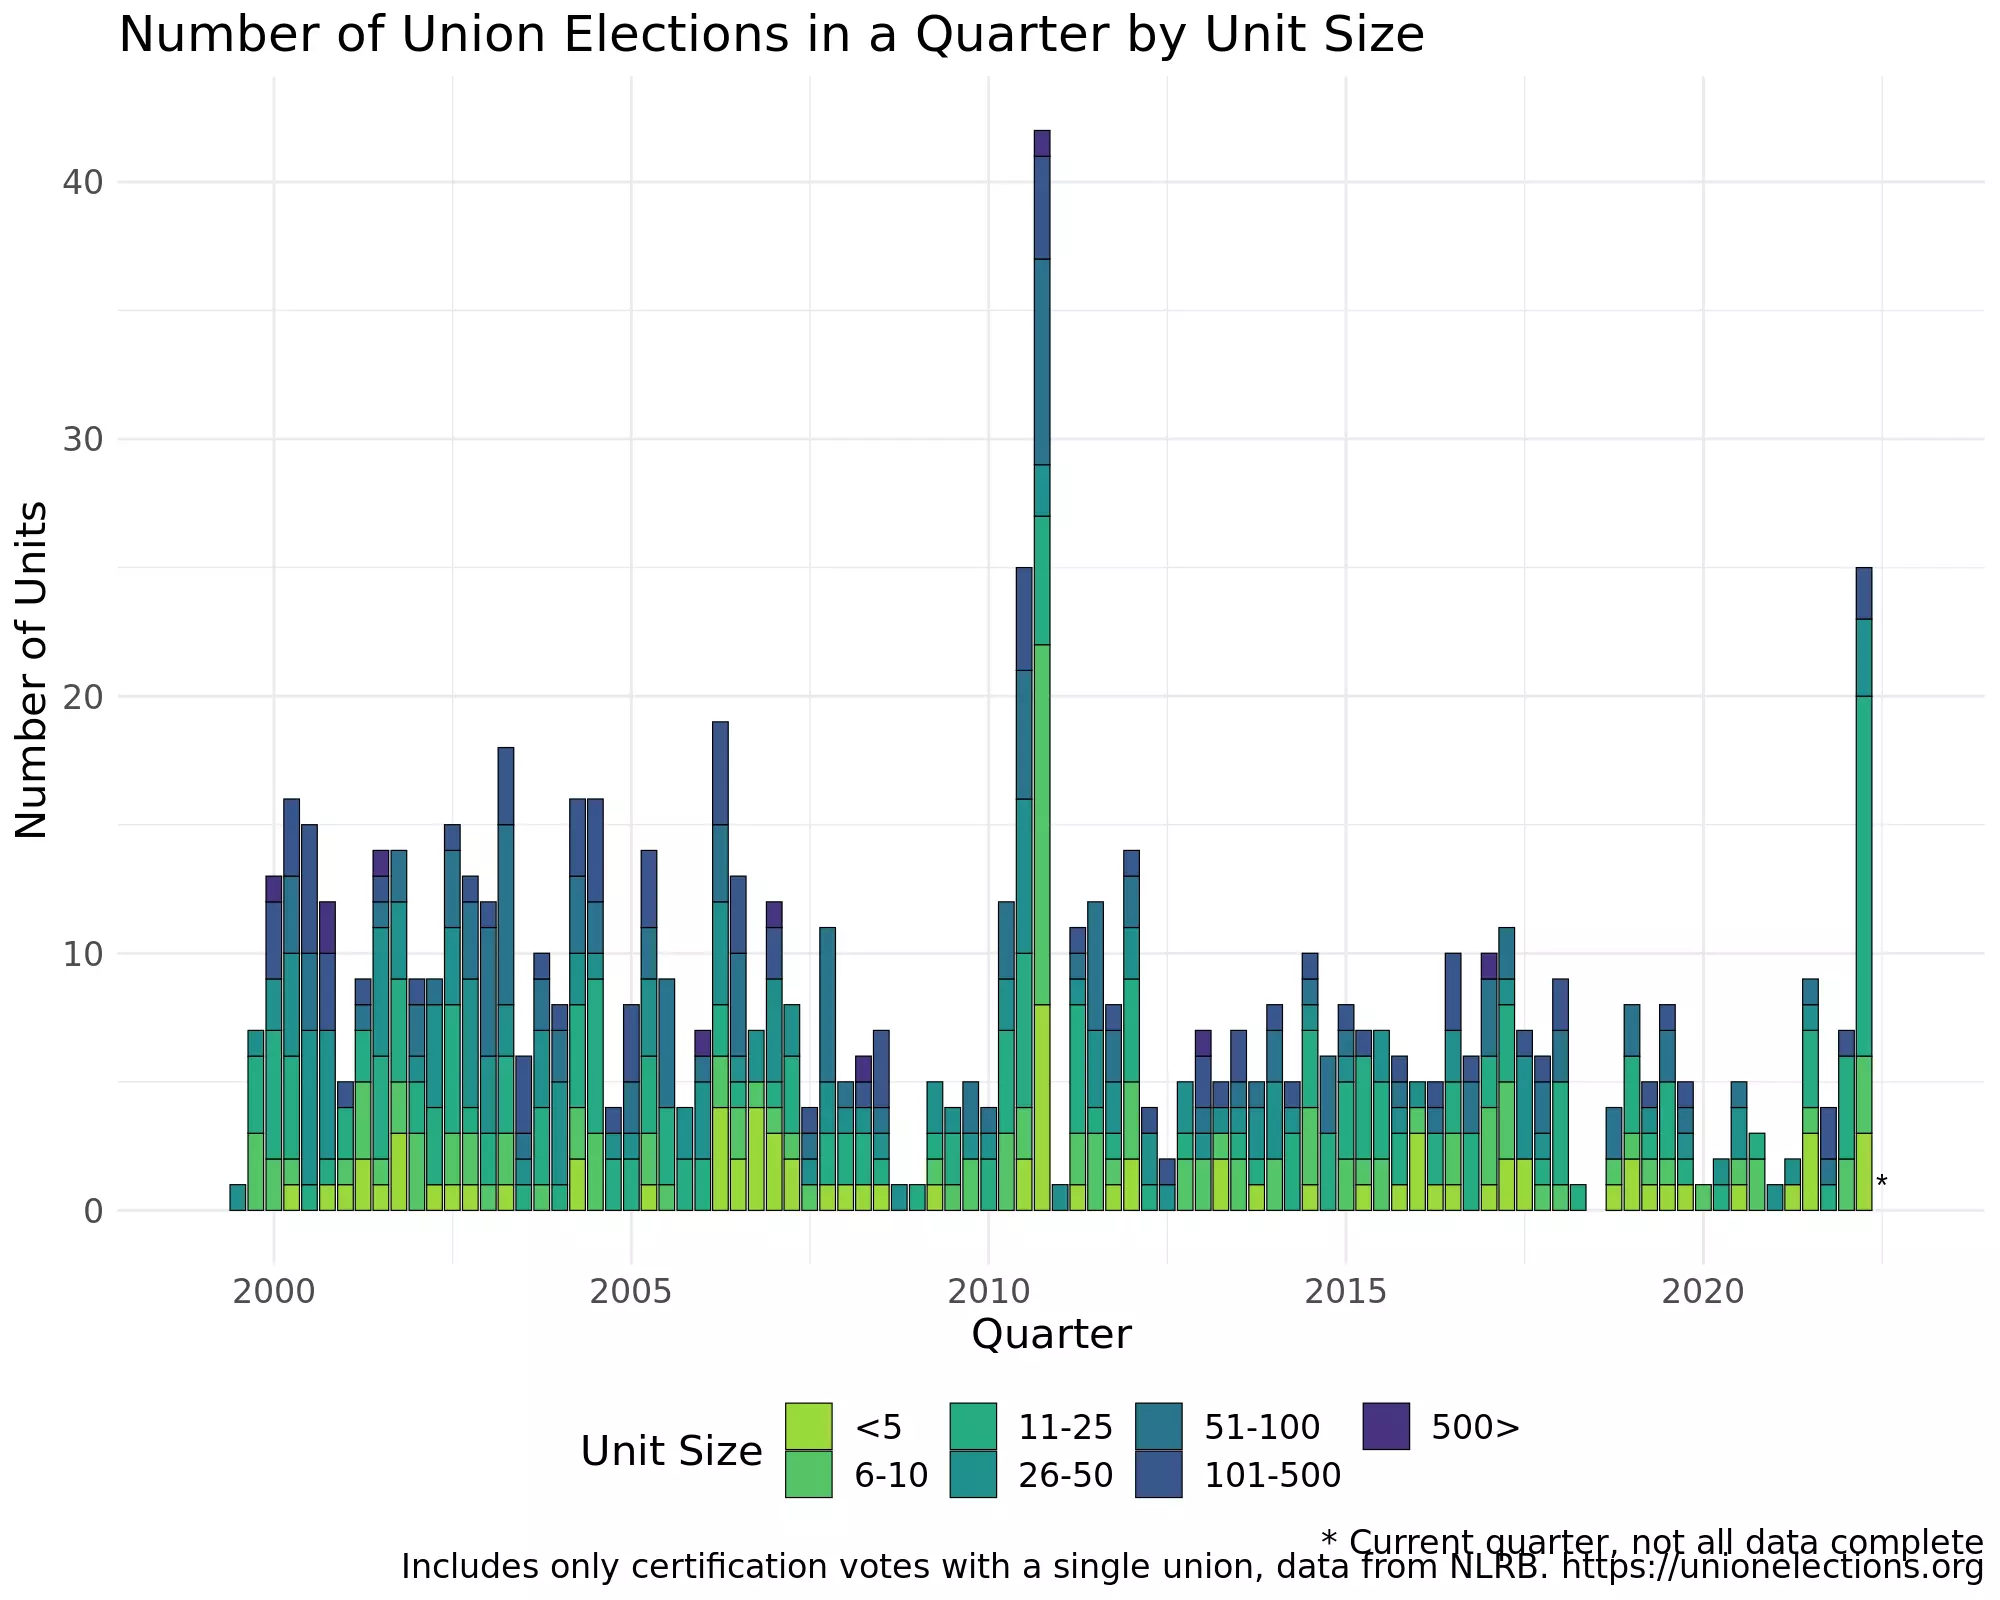 Number of Union Elections in a Quarter by Unit Size
Number of Units
40
30
20
10
0
*
2000 2005 2010 2015 2020
Quarter
Unit Size
<5 11-25 51-100 500>
6-10 26-50 101-500
* Current quarter, not all data complete
Includes only certification votes with a single union, data from NLRB. https://unionelections.org